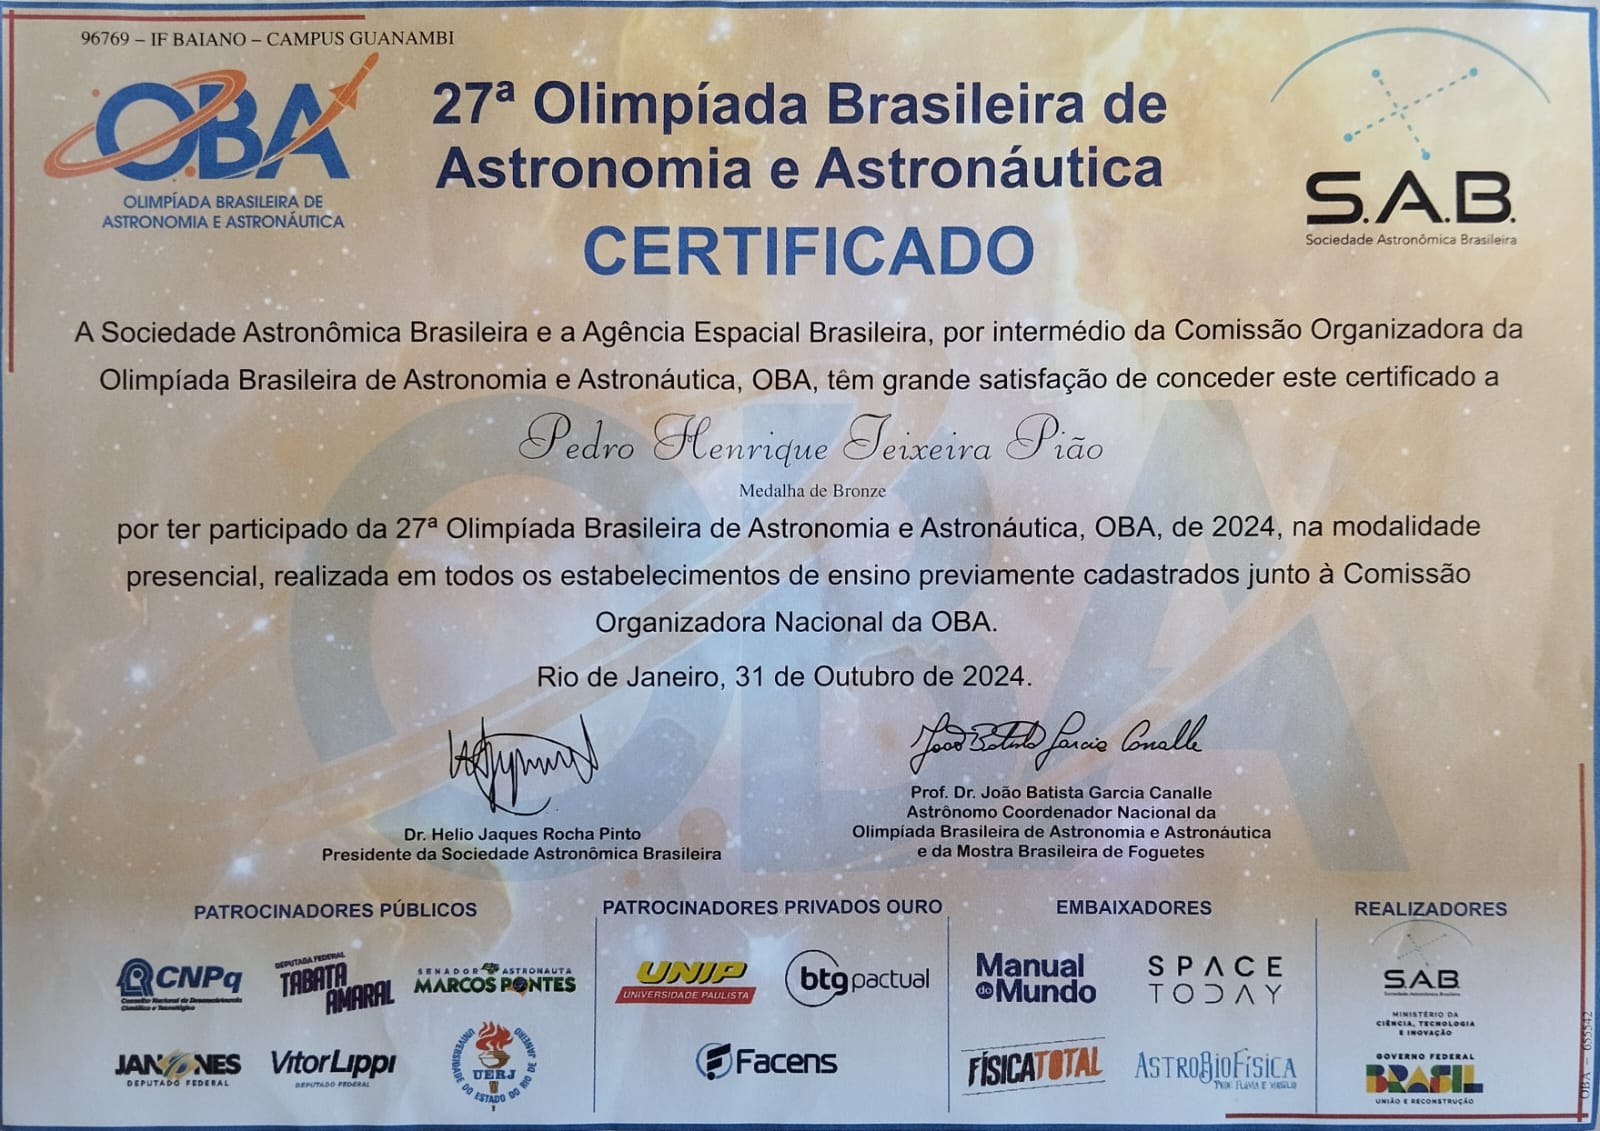 96769 – IF BAIANO – CAMPUS GUANAMBI
OBA
OLIMPÍADA BRASILEIRA DE
ASTRONOMIA E ASTRONÁUTICA
27ª Olimpíada Brasileira de
Astronomia e Astronáutica
CERTIFICADO
S.A.B.
Sociedade Astronômica Brasileira
A Sociedade Astronômica Brasileira e a Agência Espacial Brasileira, por intermédio da Comissão Organizadora da
Olimpíada Brasileira de Astronomia e Astronáutica, OBA, têm grande satisfação de conceder este certificado a
Pedro Henrique Teixeira Pião
Medalha de Bronze
por ter participado da 27ª Olimpíada Brasileira de Astronomia e Astronáutica, OBA, de 2024, na modalidade
presencial, realizada em todos os estabelecimentos de ensino previamente cadastrados junto à Comissão
Organizadora Nacional da OBA.
Rio de Janeiro, 31 de Outubro de 2024.
João Batista Garcia Canalle
Dr. Helio Jaques Rocha Pinto
Presidente da Sociedade Astronômica Brasileira
Prof. Dr. João Batista Garcia Canalle
Astrônomo Coordenador Nacional da
Olimpíada Brasileira de Astronomia e Astronáutica
e da Mostra Brasileira de Foguetes
PATROCINADORES PÚBLICOS
CNPq
Conselho Nacional de Desenvolvimento
Científico e Tecnológico
DEPUTADA FEDERAL
TABATA
AMARAL
SENADOR ASTRONAUTA
MARCOS PONTES
JANONES
DEPUTADO FEDERAL
VitorLippi
DEPUTADO FEDERAL
UNIVERSIDADE DO ESTADO DO RIO DE JANEIRO
UERJ
PATROCINADORES PRIVADOS OURO
UNIP
UNIVERSIDADE PAULISTA
btgpactual
Facens
EMBAIXADORES
Manual
do Mundo
SPACE
TODAY
FÍSICATOTAL
ASTROBIOFÍSICA
PROF. FLAVIA E VIRGILIO
REALIZADORES
S.A.B.
Sociedade Astronômica Brasileira
MINISTÉRIO DA
CIÊNCIA, TECNOLOGIA
E INOVAÇÃO
GOVERNO FEDERAL
BRASIL
UNIÃO E RECONSTRUÇÃO
OBA – 655542